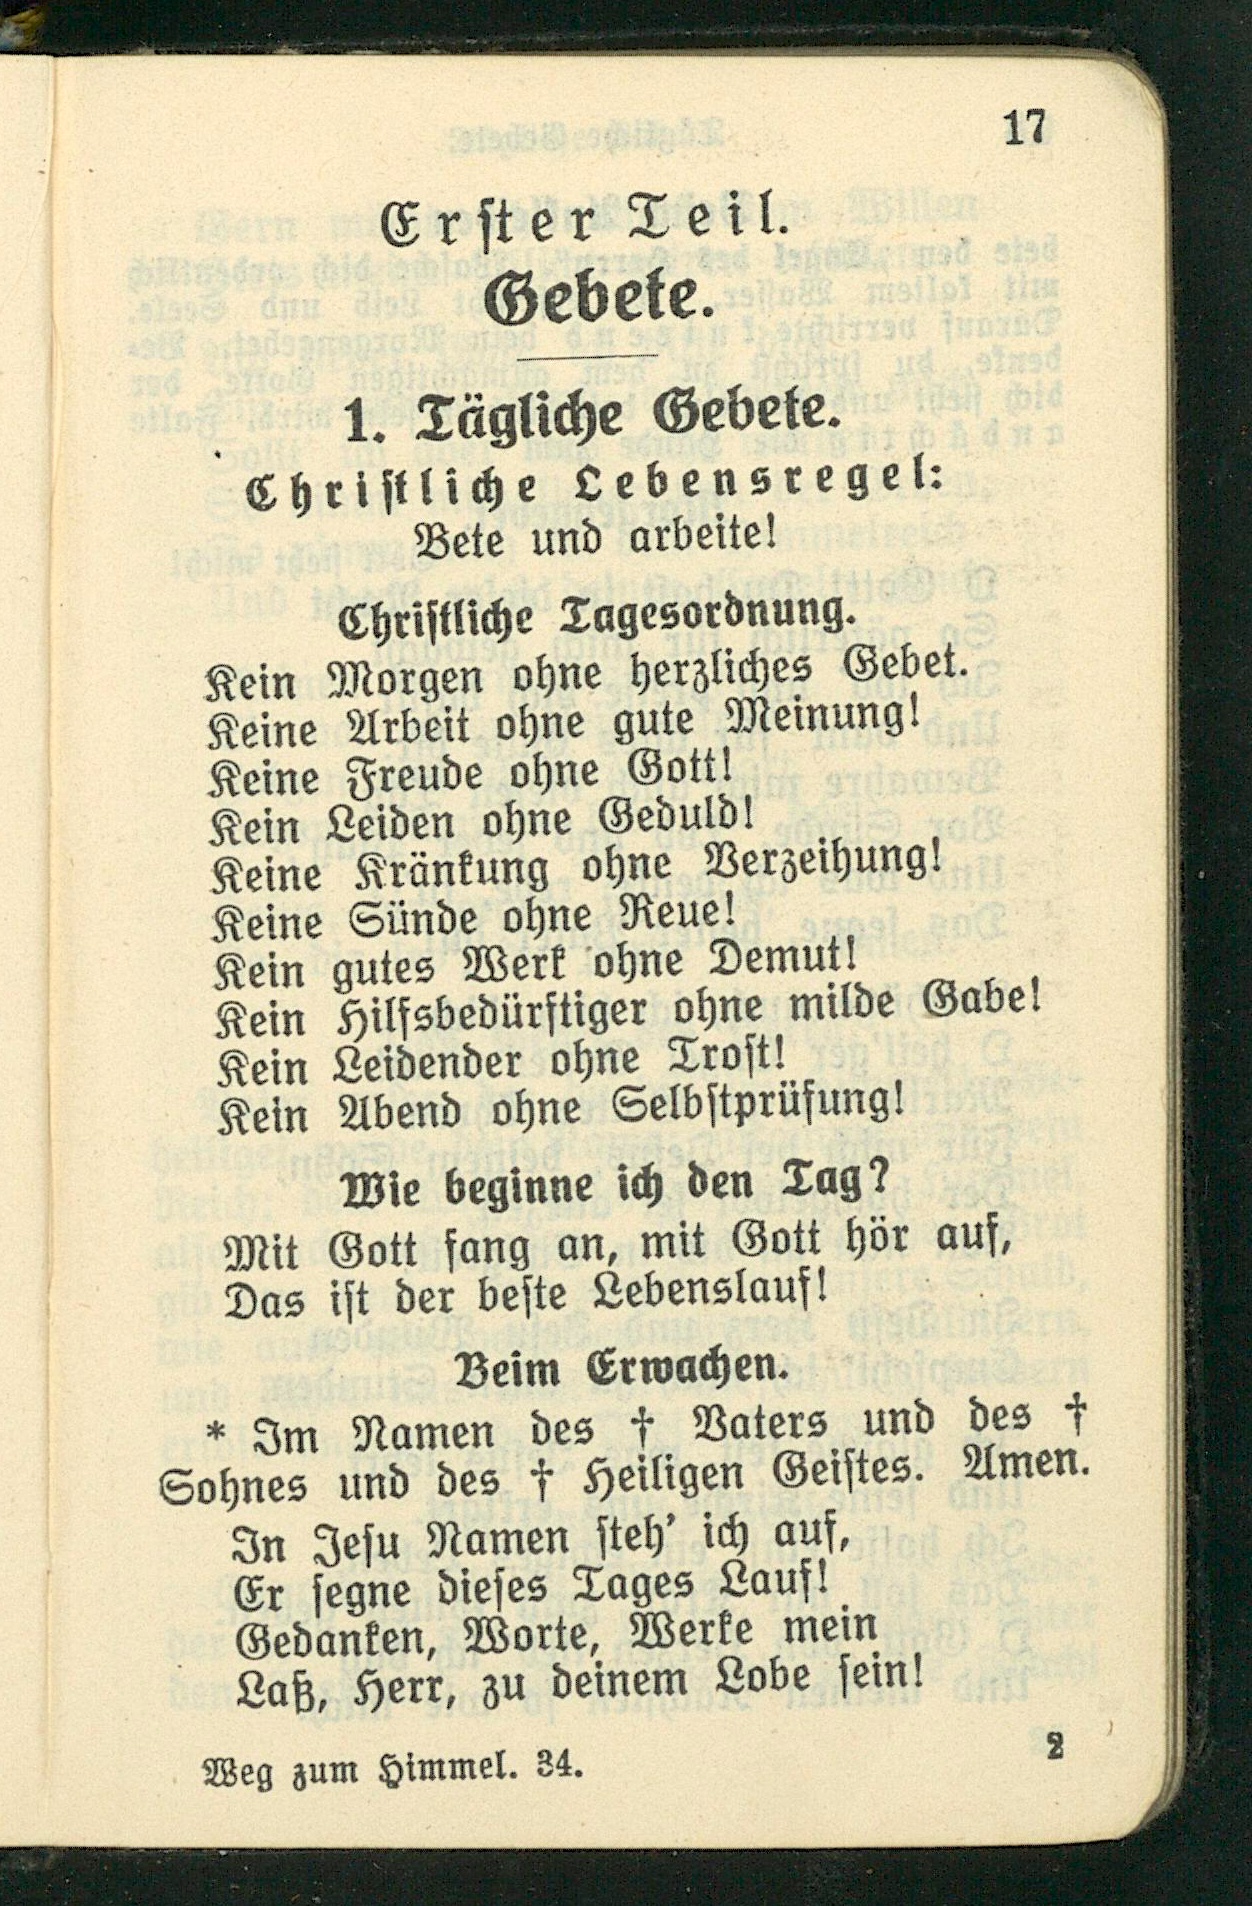 17
Erster Teil.
Gebete.
1. Tägliche Gebete.
Christliche Lebensregel:
Bete und arbeite!
Christliche Tagesordnung.
Kein Morgen ohne herzliches Gebet.
Keine Arbeit ohne gute Meinung!
Keine Freude ohne Gott!
Kein Leiden ohne Geduld!
Keine Kränkung ohne Verzeihung!
Keine Sünde ohne Reue!
Kein gutes Werk ohne Demut!
Kein Hilfsbedürftiger ohne milde Gabe!
Kein Leidender ohne Trost!
Kein Abend ohne Selbstprüfung!
Wie beginne ich den Tag?
Mit Gott fang an, mit Gott hör auf,
Das ist der beste Lebenslauf!
Beim Erwachen.
* Im Namen des † Vaters und des †
Sohnes und des † Heiligen Geistes. Amen.
In Jesu Namen steh' ich auf,
Er segne dieses Tages Lauf!
Gedanken, Worte, Werke mein
Laß, Herr, zu deinem Lobe sein!
Weg zum Himmel. 34.
2